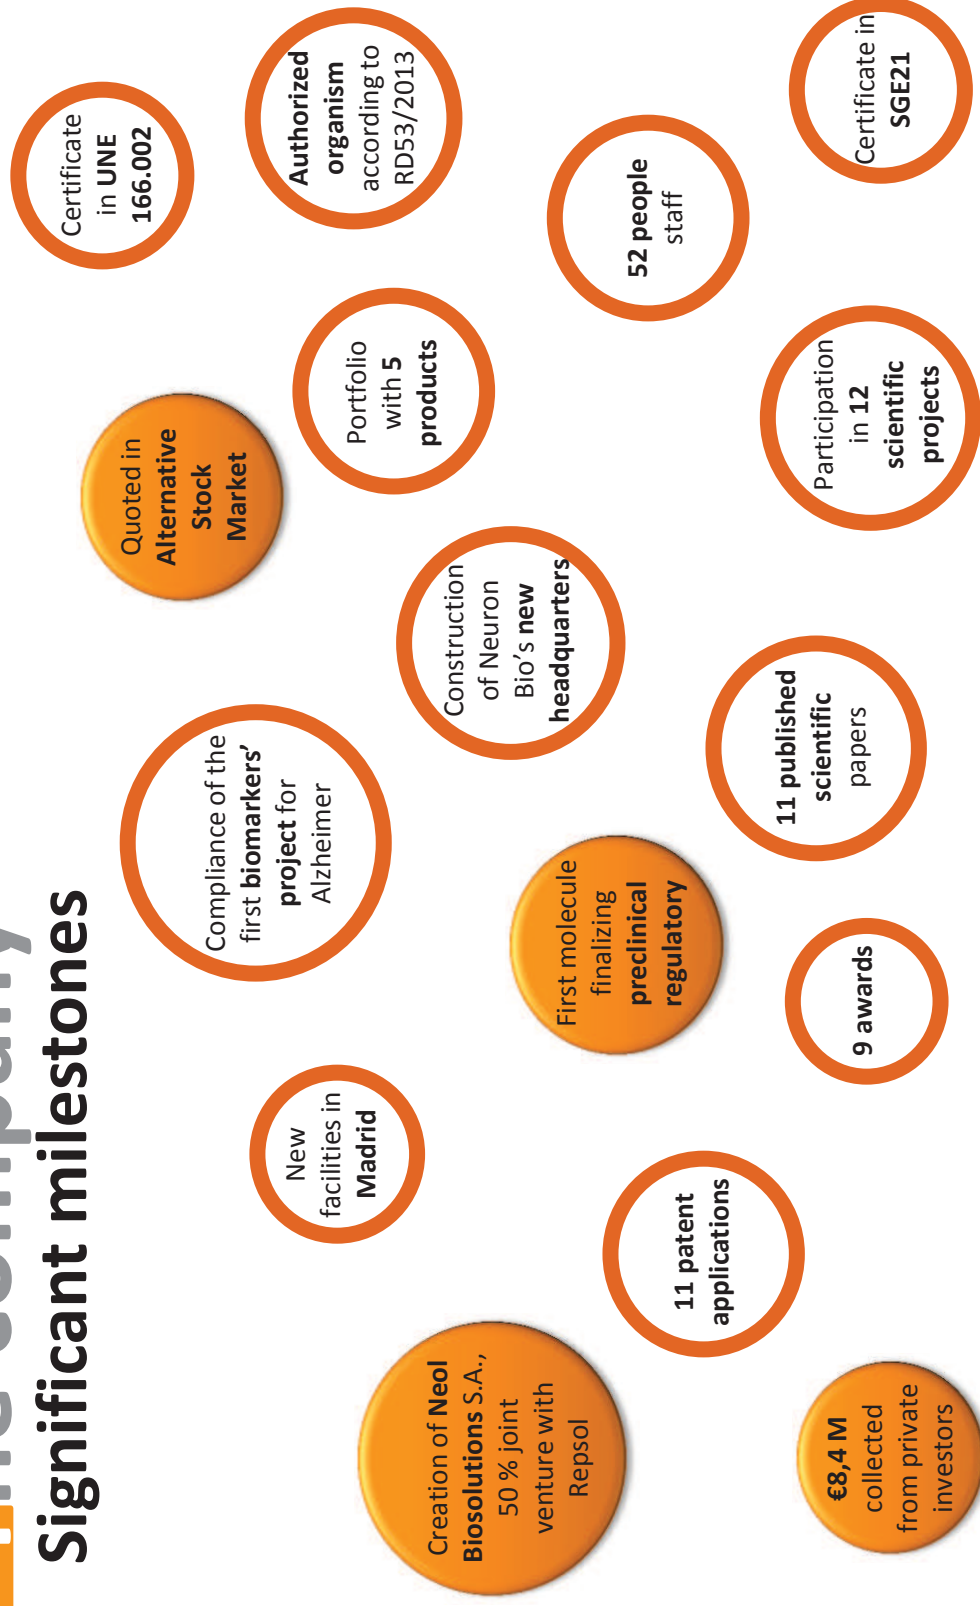 The company
Significant milestones
Certificate
in UNE
166.002
Quoted in
Alternative
Stock
Market
Compliance of the
first biomarkers’
project for
Alzheimer
Authorized
organism
according to
RD53/2013
New
facilities in
Madrid
Portfolio
with 5
products
Creation of Neol
Biosolutions S.A.,
50 % joint
venture with
Repsol
Construction
of Neuron
Bio’s new
headquarters
First molecule
finalizing
preclinical
regulatory
52 people
staff
11 patent
applications
11 published
scientific
papers
Participation
in 12
scientific
projects
€8,4 M
collected
from private
investors
9 awards
Certificate in
SGE21